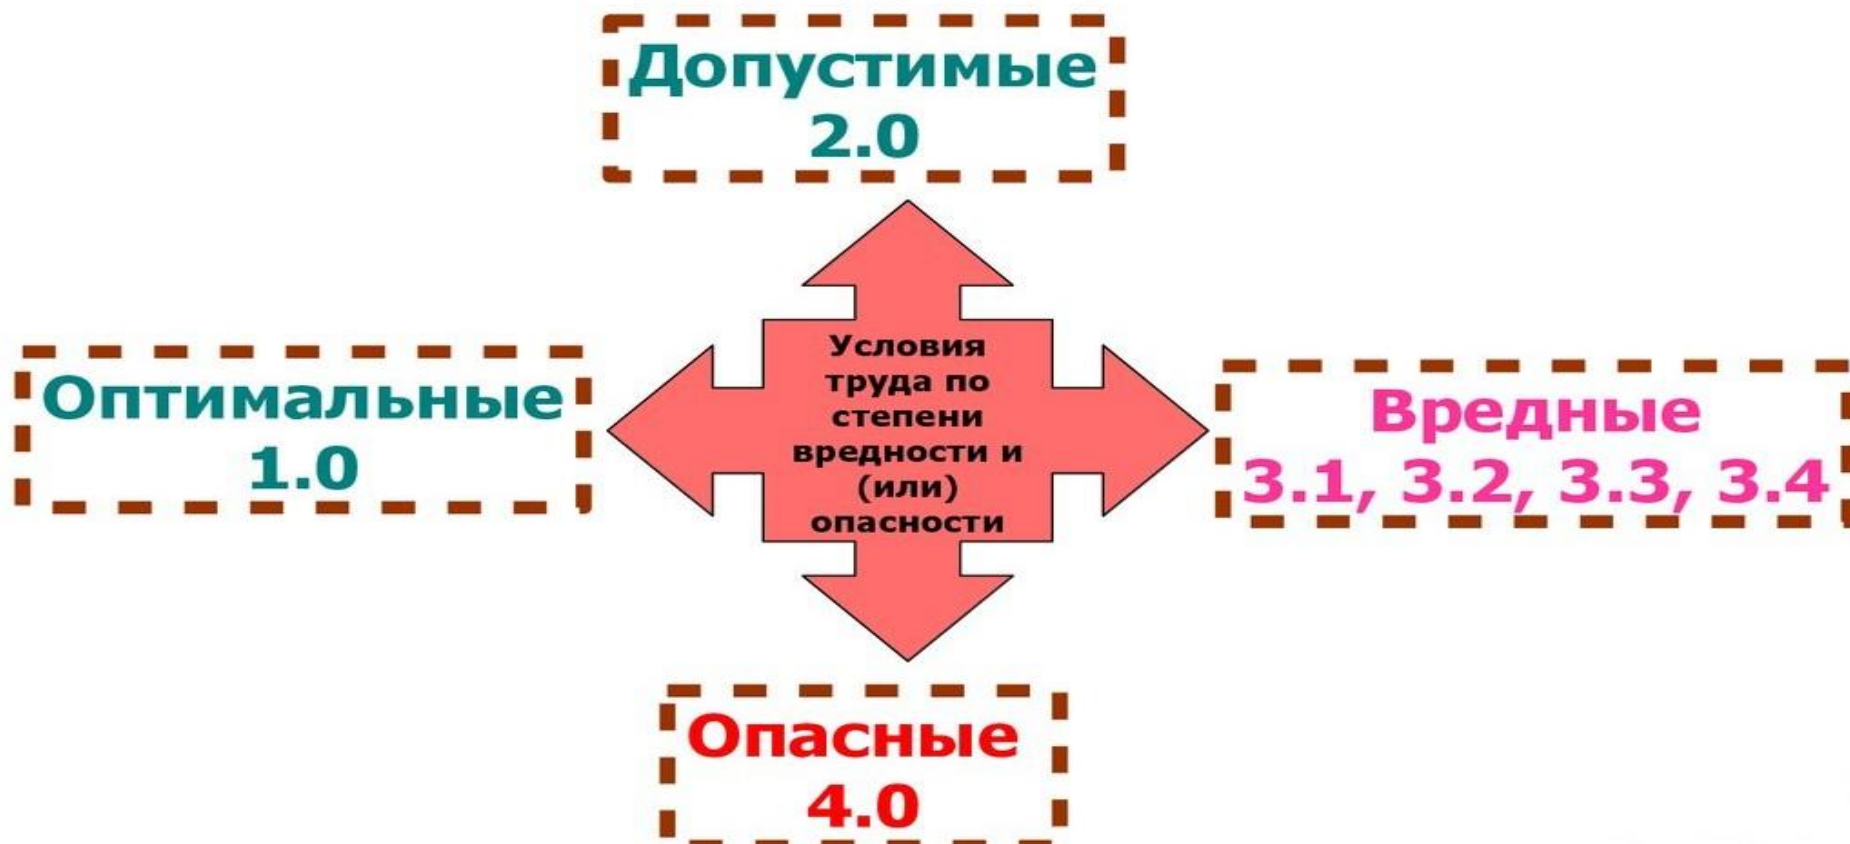 Допустимые
2.0
Оптимальные
1.0
Условия
труда по
степени
вредности и
(или)
опасности
Вредные
3.1, 3.2, 3.3, 3.4
Опасные
4.0